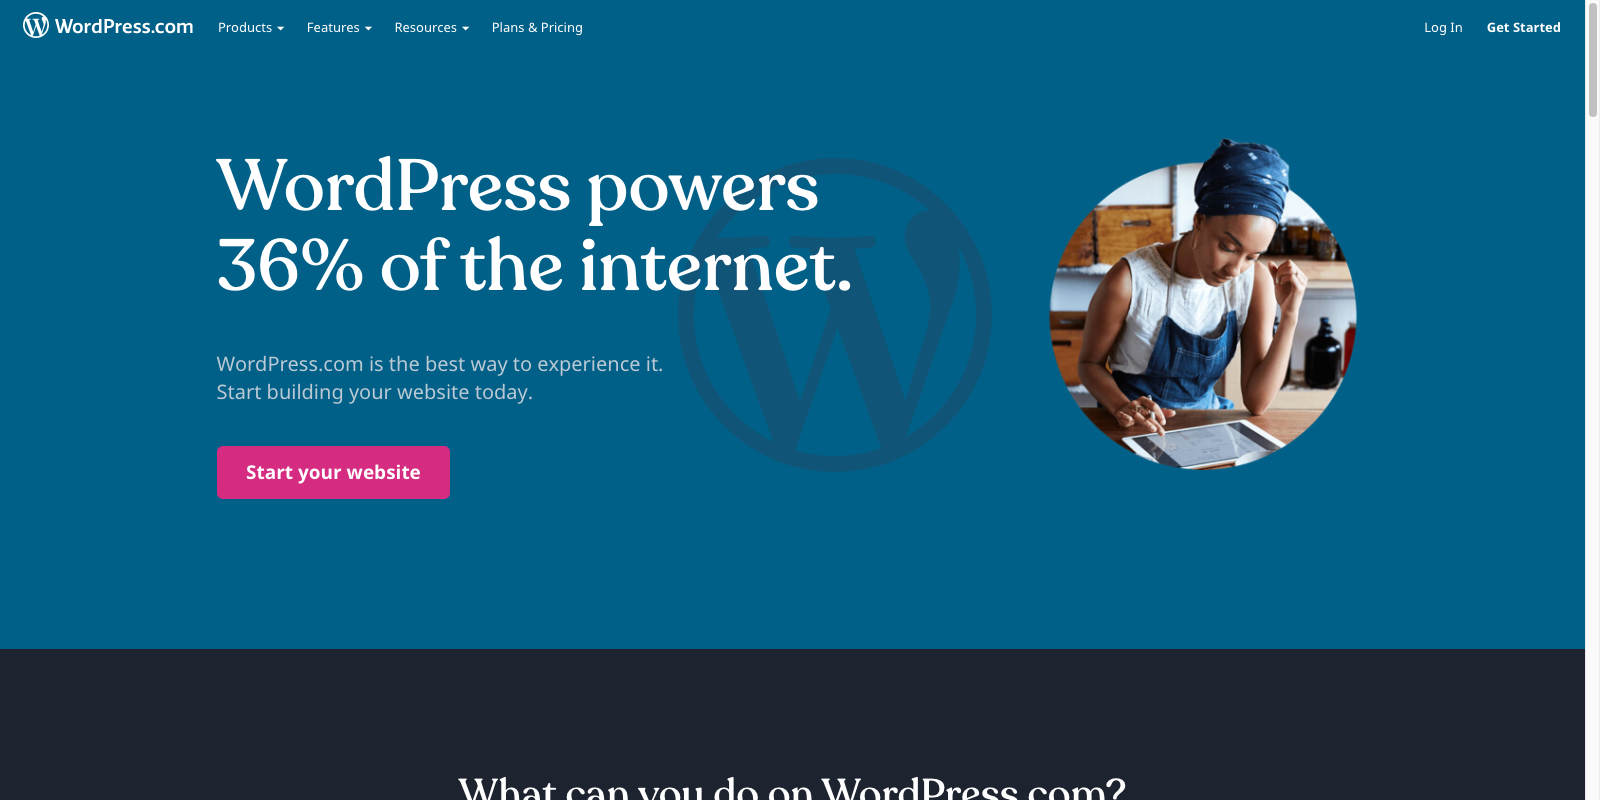 WordPress.com
Products
Features
Resources
Plans & Pricing
Log In
Get Started
WordPress powers
36% of the internet.
WordPress.com is the best way to experience it.
Start building your website today.
Start your website
What can you do on WordPress.com?